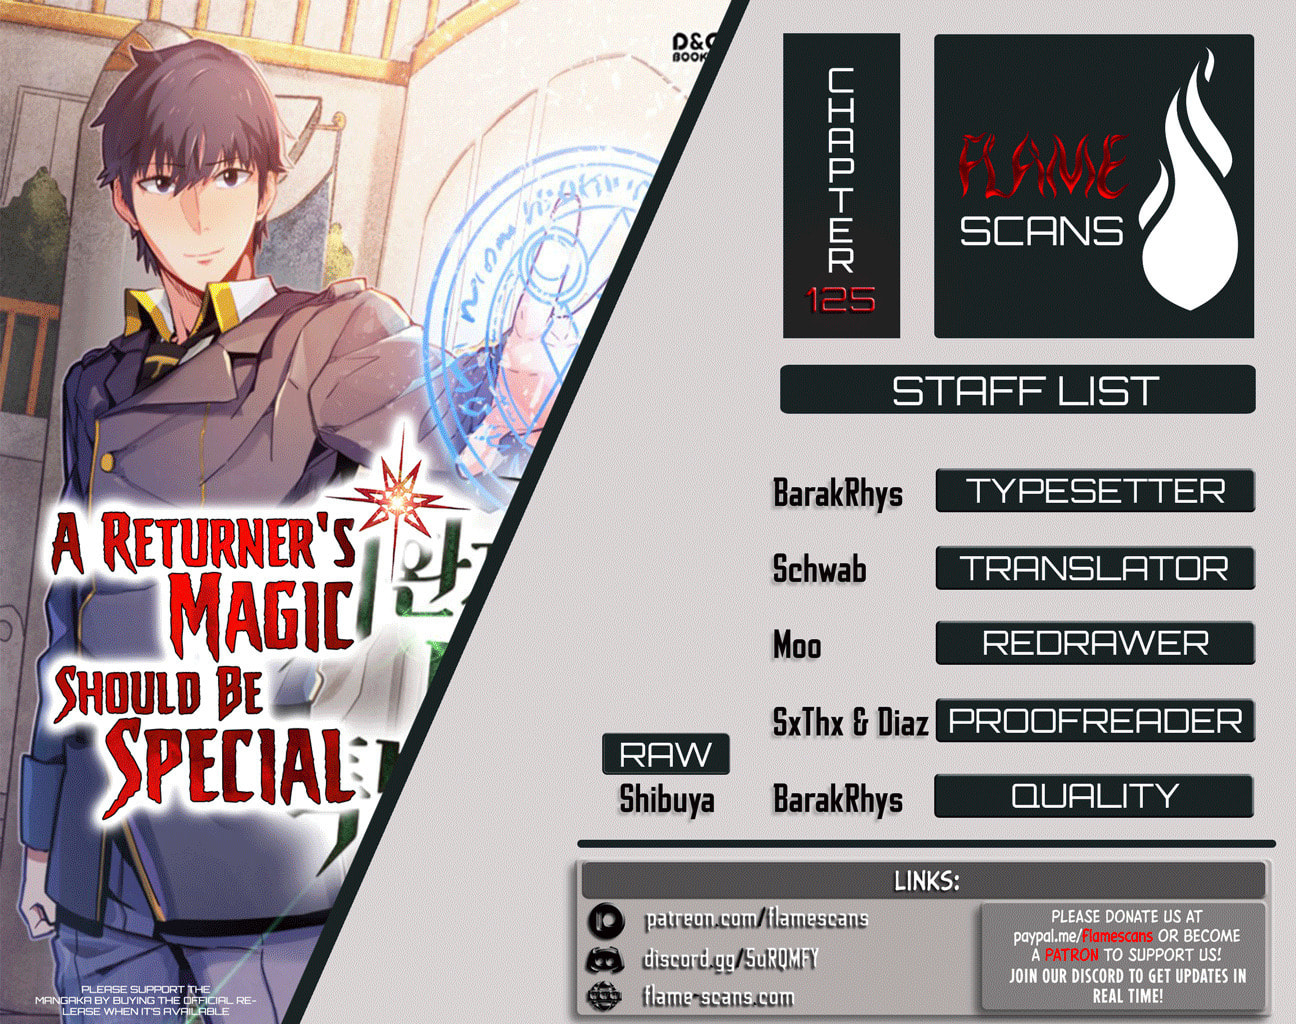 D&C
BOOK
A RETURNER'S
MAGIC
SHOULD BE
SPECIAL
완
PLEASE SUPPORT THE
MANGAKA BY BUYING THE OFFICIAL RE-
LEASE WHEN IT'S AVAILABLE
CHAPTER
125
FLAME
SCANS
STAFF LIST
BarakRhys TYPESETTER
Schwab TRANSLATOR
Moo REDRAWER
SxThx & Diaz PROOFREADER
RAW
Shibuya
BarakRhys QUALITY
LINKS:
patreon.com/flamescans
discord.gg/5uRQMFY
flame-scans.com
PLEASE DONATE US AT
paypal.me/flamescans OR BECOME
A PATRON TO SUPPORT US!
JOIN OUR DISCORD TO GET UPDATES IN
REAL TIME!